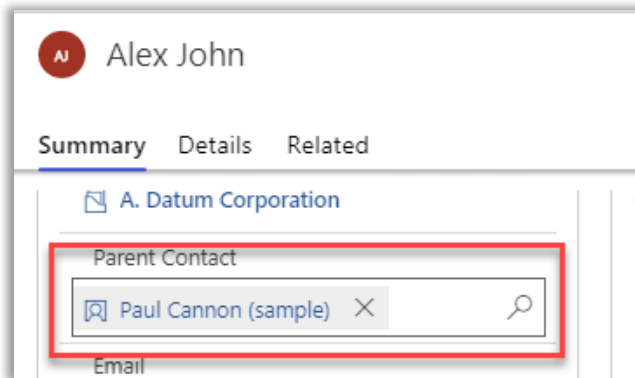 AJ
Alex John
Summary Details Related
A. Datum Corporation
Parent Contact
Paul Cannon (sample)
Email